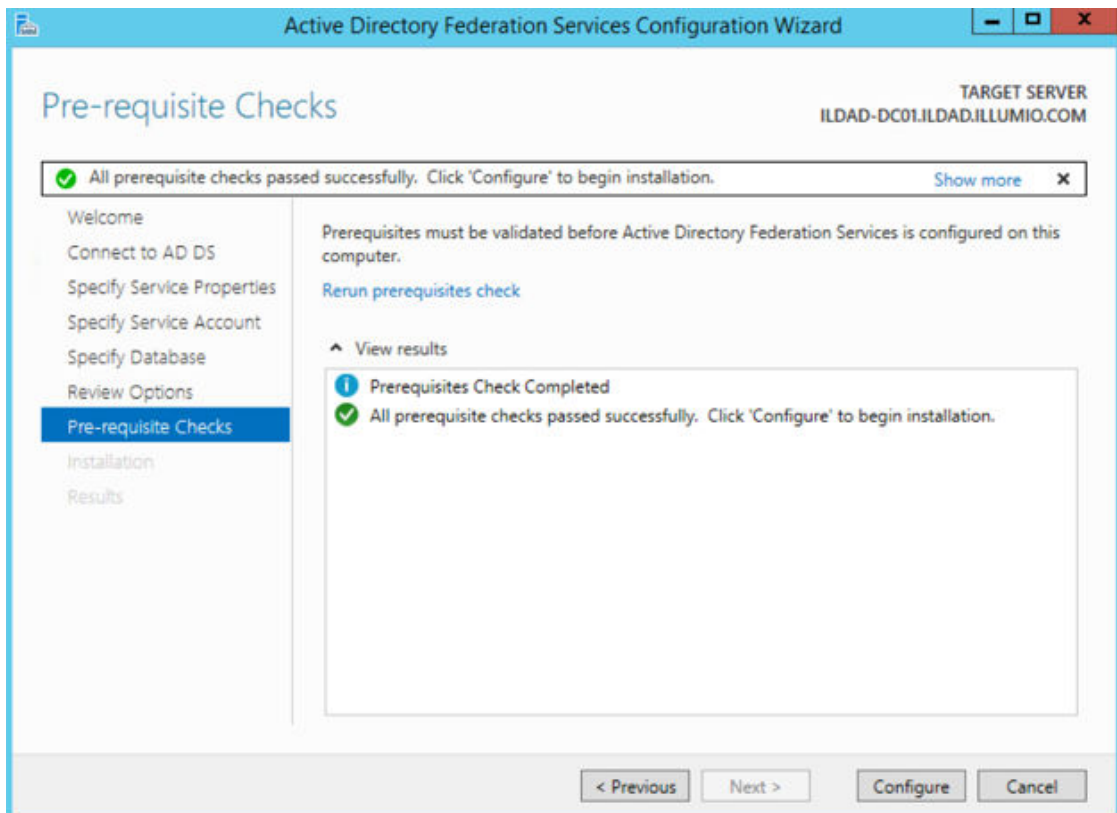 Active Directory Federation Services Configuration Wizard
Pre-requisite Checks
TARGET SERVER
ILDAD-DC01.ILDAD.ILLUMIO.COM
All prerequisite checks passed successfully.  Click 'Configure' to begin installation.
Show more
Welcome
Connect to AD DS
Specify Service Properties
Specify Service Account
Specify Database
Review Options
Pre-requisite Checks
Installation
Results
Prerequisites must be validated before Active Directory Federation Services is configured on this
computer.
Rerun prerequisites check
View results
Prerequisites Check Completed
All prerequisite checks passed successfully.  Click 'Configure' to begin installation.
< Previous
Next >
Configure
Cancel